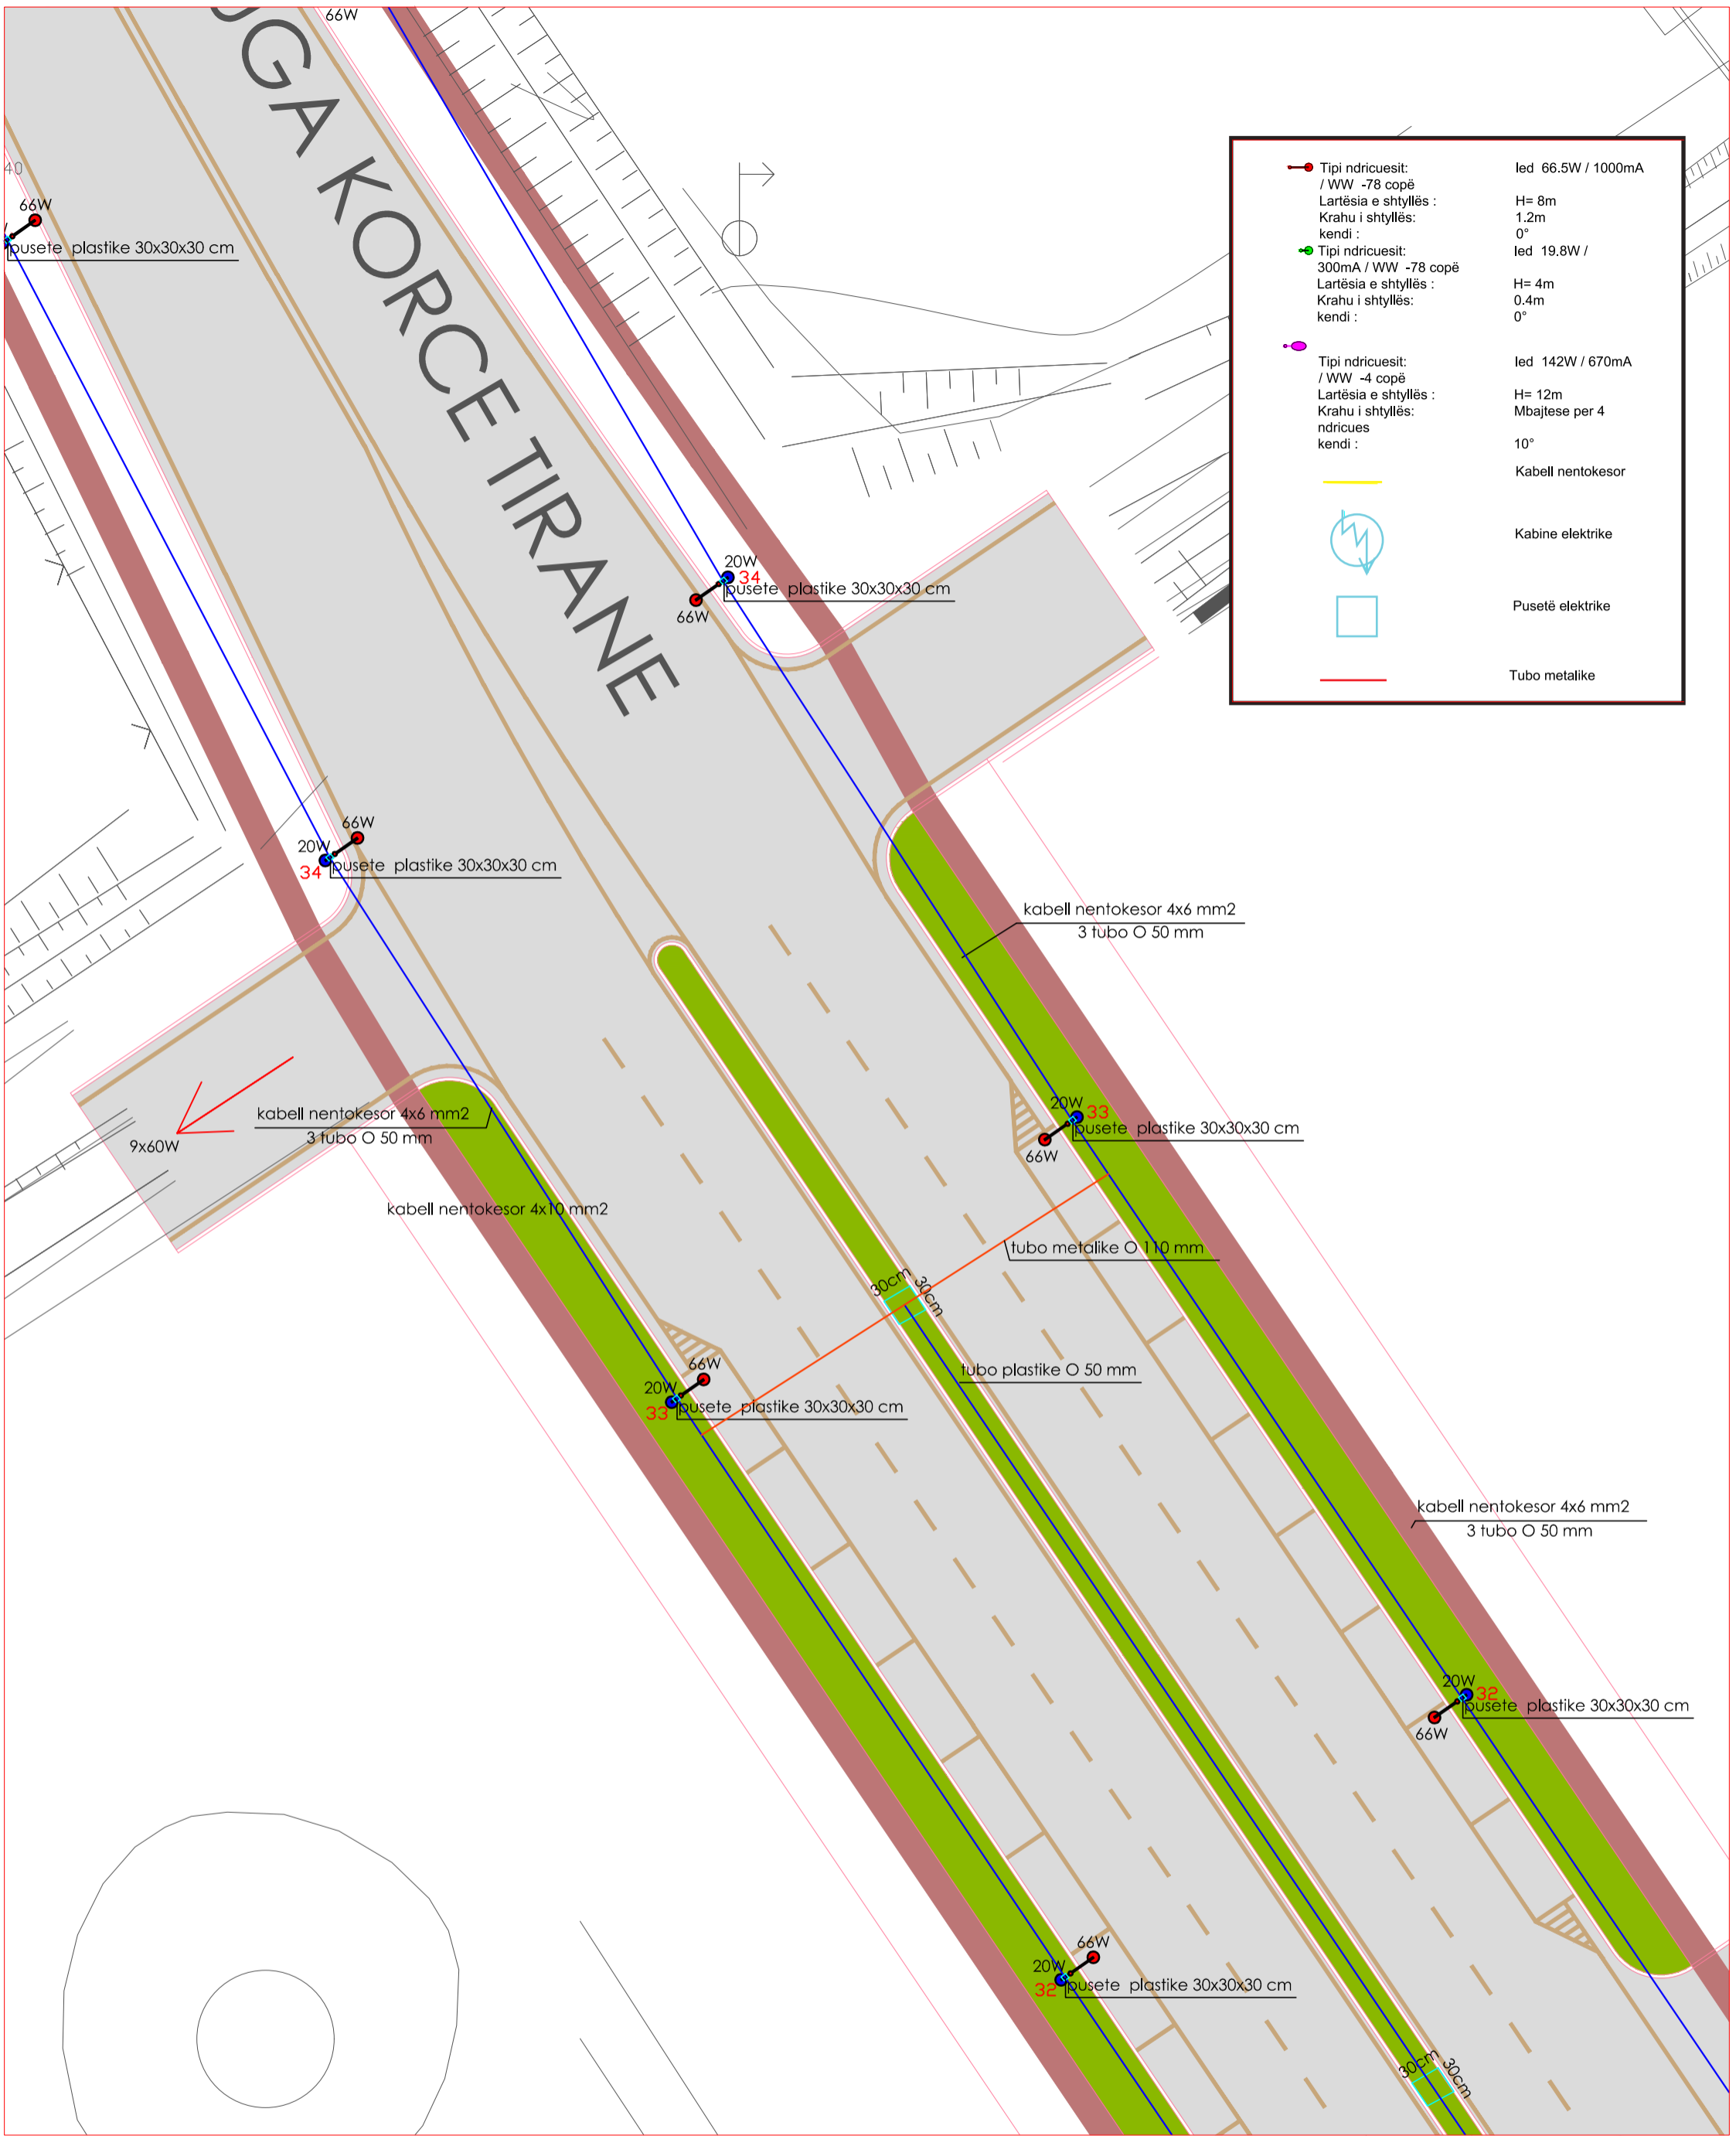 66W
UGA KORCE TIRANE
40
66W
pusete plastike 30x30x30 cm
Tipi ndricuesit: led 66.5W / 1000mA
/ WW -78 copë
Lartësia e shtyllës : H= 8m
Krahu i shtyllës: 1.2m
kendi : 0°
Tipi ndricuesit: led 19.8W /
300mA / WW -78 copë
Lartësia e shtyllës : H= 4m
Krahu i shtyllës: 0.4m
kendi : 0°
Tipi ndricuesit: led 142W / 670mA
/ WW -4 copë
Lartësia e shtyllës : H= 12m
Krahu i shtyllës: Mbajtese per 4
ndricues
kendi : 10°
Kabell nentokesor
Kabine elektrike
Pusetë elektrike
Tubo metalike
20W
34
pusete plastike 30x30x30 cm
66W
66W
20W
34
pusete plastike 30x30x30 cm
kabell nentokesor 4x6 mm2
3 tubo O 50 mm
20W
33
pusete plastike 30x30x30 cm
66W
kabell nentokesor 4x6 mm2
3 tubo O 50 mm
9x60W
kabell nentokesor 4x10 mm2
tubo metalike O 110 mm
30cm
30cm
tubo plastike O 50 mm
66W
20W
33
pusete plastike 30x30x30 cm
kabell nentokesor 4x6 mm2
3 tubo O 50 mm
20W
32
pusete plastike 30x30x30 cm
66W
66W
20W
32
pusete plastike 30x30x30 cm
30cm
30cm